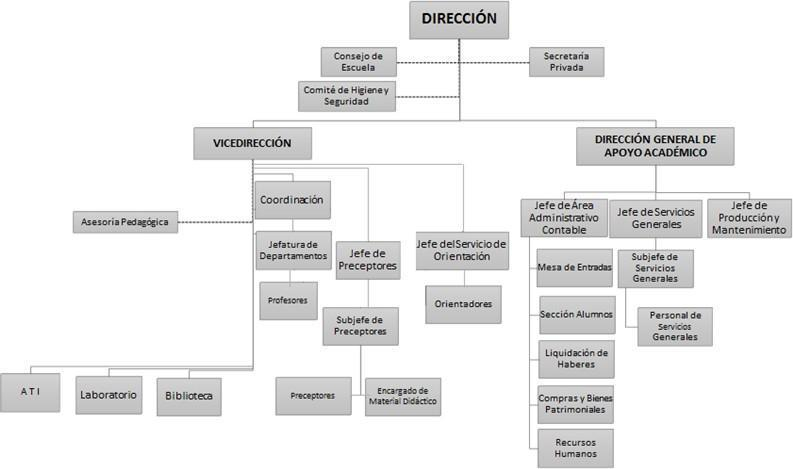 DIRECCIÓN
Consejo de
Escuela
Secretaría
Privada
Comité de Higiene y
Seguridad
VICEDIRECCIÓN
DIRECCIÓN GENERAL DE
APOYO ACADÉMICO
Coordinación
Asesoría Pedagógica
Jefe de Área
Administrativo
Contable
Jefe de Servicios
Generales
Jefe de
Producción y
Mantenimiento
Jefatura de
Departamentos
Jefe de
Preceptores
Jefe del Servicio de
Orientación
Mesa de Entradas
Subjefe de
Servicios
Generales
Profesores
Orientadores
Subjefe de
Preceptores
Sección Alumnos
Personal de
Servicios
Generales
Liquidación de
Haberes
A T I
Laboratorio
Biblioteca
Preceptores
Encargado de
Material Didáctico
Compras y Bienes
Patrimoniales
Recursos
Humanos